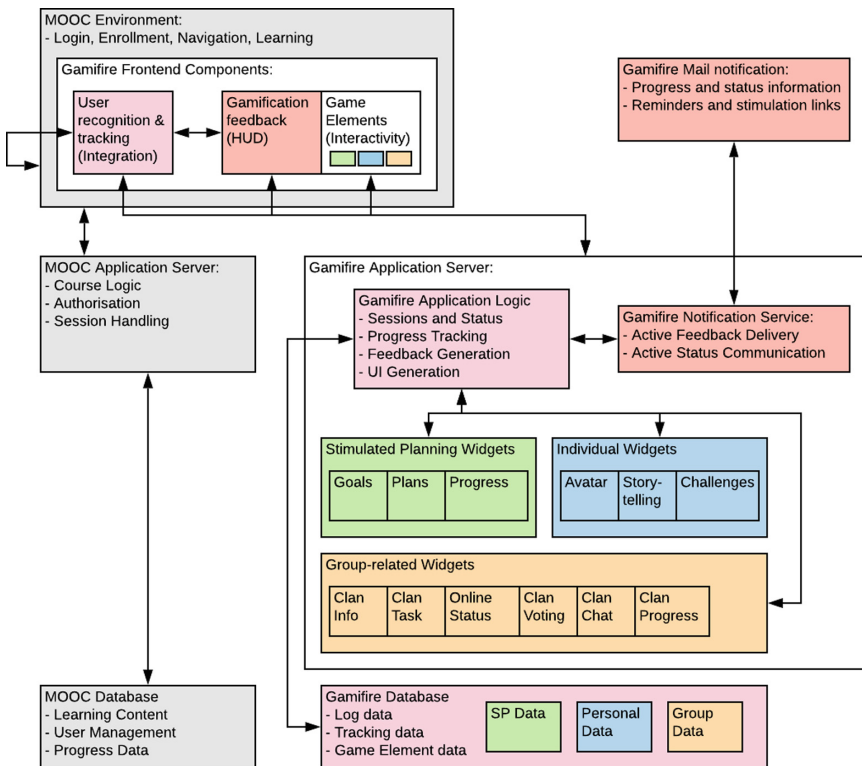 MOOC Environment:
- Login, Enrollment, Navigation, Learning
Gamifire Frontend Components:
User
recognition &
tracking
(Integration)
Gamification
feedback
(HUD)
Game
Elements
(Interactivity)
Gamifire Mail notification:
- Progress and status information
- Reminders and stimulation links
MOOC Application Server:
- Course Logic
- Authorisation
- Session Handling
Gamifire Application Server:
Gamifire Application Logic
- Sessions and Status
- Progress Tracking
- Feedback Generation
- UI Generation
Gamifire Notification Service:
- Active Feedback Delivery
- Active Status Communication
Stimulated Planning Widgets
Goals
Plans
Progress
Individual Widgets
Avatar
Story-
telling
Challenges
Group-related Widgets
Clan
Info
Clan
Task
Online
Status
Clan
Voting
Clan
Chat
Clan
Progress
MOOC Database
- Learning Content
- User Management
- Progress Data
Gamifire Database
- Log data
- Tracking data
- Game Element data
SP Data
Personal
Data
Group
Data